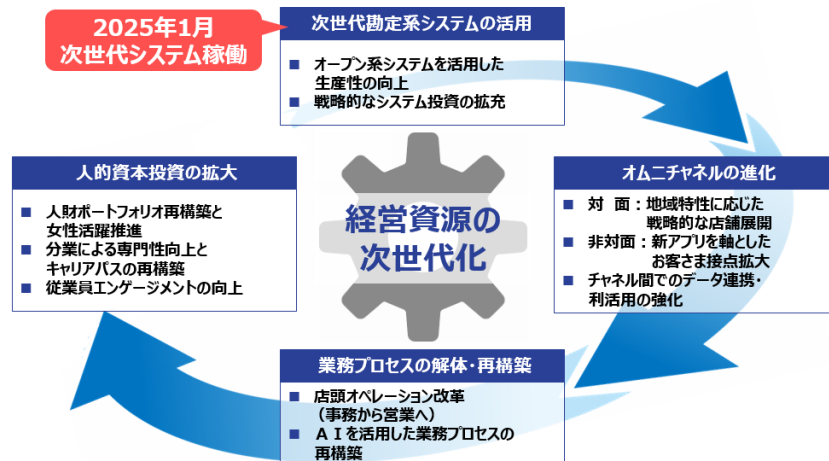 2025年1月
次世代システム稼働
次世代勘定系システムの活用
■ オープン系システムを活用した
生産性の向上
■ 戦略的なシステム投資の拡充
人的資本投資の拡大
■ 人財ポートフォリオ再構築と
女性活躍推進
■ 分業による専門性向上と
キャリアパスの再構築
■ 従業員エンゲージメントの向上
経営資源の
次世代化
オムニチャネルの進化
■ 対 面：地域特性に応じた
戦略的な店舗展開
■ 非対面：新アプリを軸とした
お客さま接点拡大
■ チャネル間でのデータ連携・
利活用の強化
業務プロセスの解体・再構築
■ 店頭オペレーション改革
（事務から営業へ）
■ ＡＩを活用した業務プロセスの
再構築